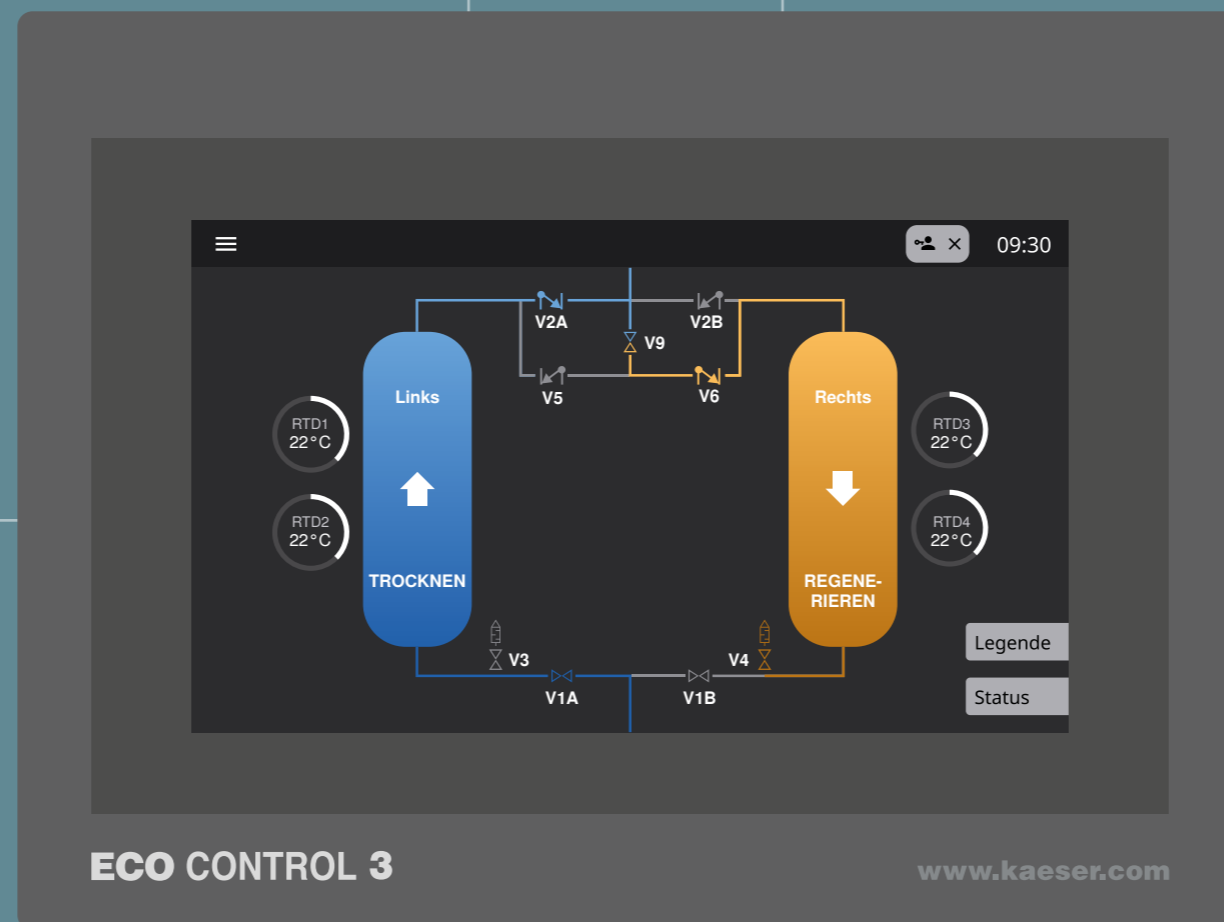 09:30
V2A
V2B
V9
V5
V6
Links
Rechts
RTD1
22°C
RTD3
22°C
RTD2
22°C
RTD4
22°C
TROCKNEN
REGENE-
RIEREN
V3
V4
V1A
V1B
Legende
Status
ECO CONTROL 3
www.kaeser.com